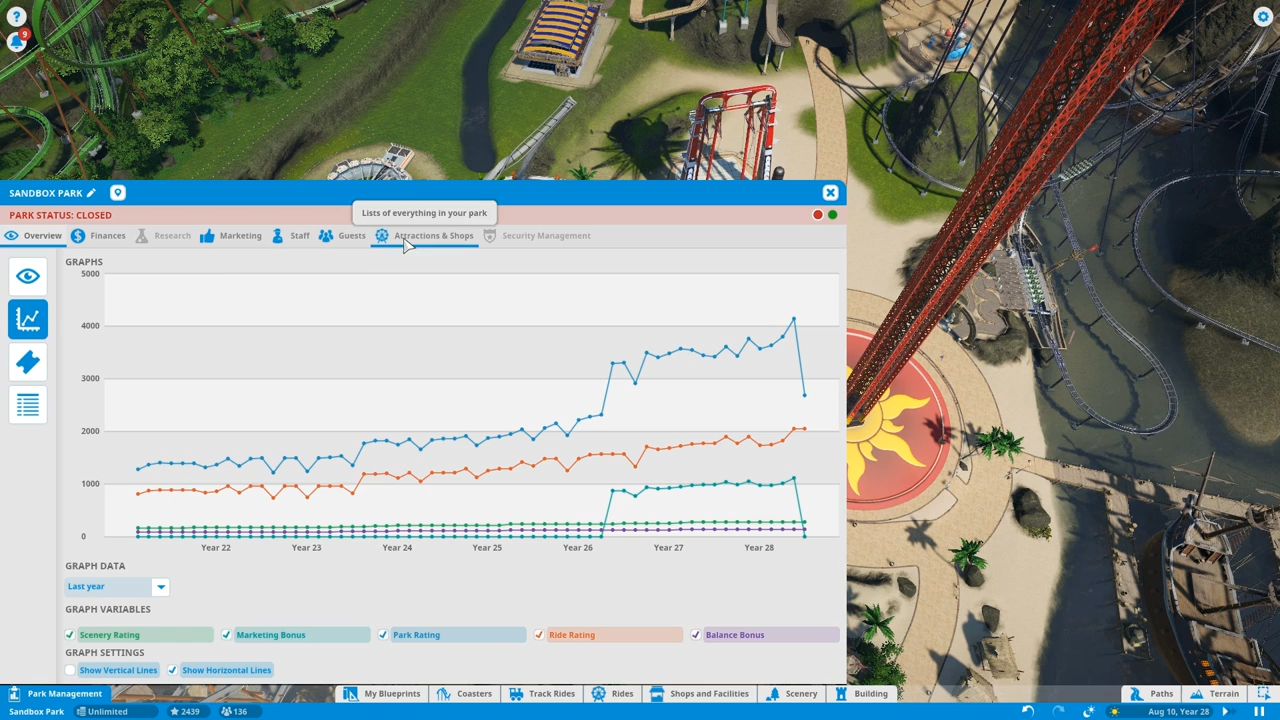 ?
9
SANDBOX PARK
PARK STATUS: CLOSED
Lists of everything in your park
Overview Finances Research Marketing Staff Guests Attractions & Shops Security Management
GRAPHS
5000
4000
3000
2000
1000
0
Year 22 Year 23 Year 24 Year 25 Year 26 Year 27 Year 28
GRAPH DATA
Last year
GRAPH VARIABLES
Scenery Rating Marketing Bonus Park Rating Ride Rating Balance Bonus
GRAPH SETTINGS
Show Vertical Lines Show Horizontal Lines
Park Management My Blueprints Coasters Track Rides Rides Shops and Facilities Scenery Building Paths Terrain
Sandbox Park Unlimited 2439 136 Aug 10, Year 28